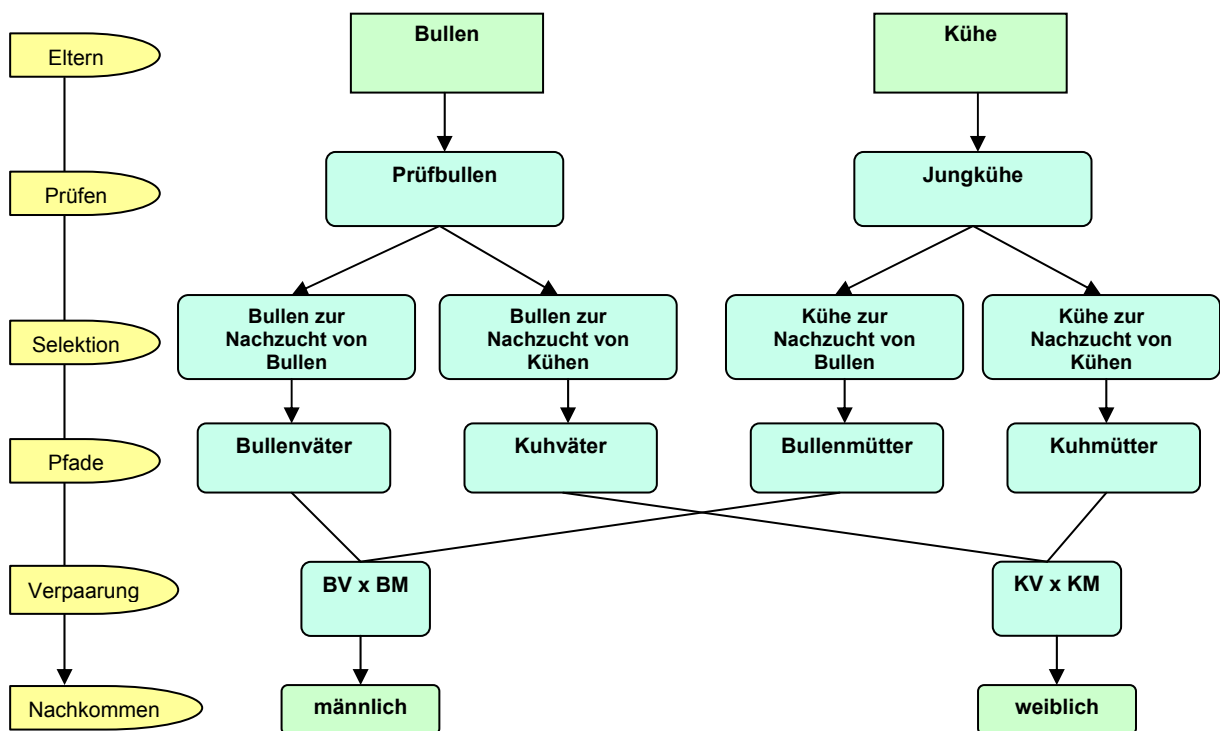 Eltern
Bullen
Kühe
Prüfen
Prüfbullen
Jungkühe
Selektion
Bullen zur
Nachzucht von
Bullen
Bullen zur
Nachzucht von
Kühen
Kühe zur
Nachzucht von
Bullen
Kühe zur
Nachzucht von
Kühen
Pfade
Bullenväter
Kuhväter
Bullenmütter
Kuhmütter
Verpaarung
BV x BM
KV x KM
Nachkommen
männlich
weiblich